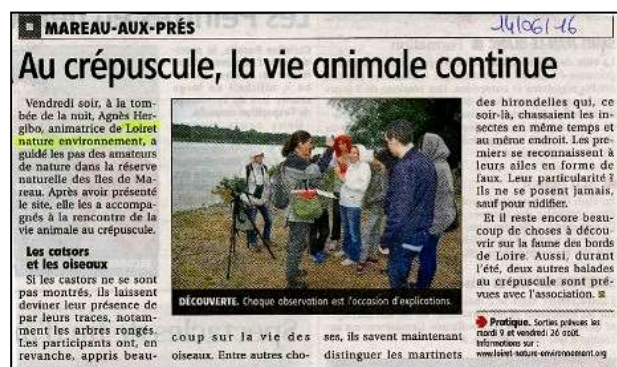 MAREAU-AUX-PRÉS
14/06/16
Au crépuscule, la vie animale continue
Vendredi soir, à la tom-
bée de la nuit, Agnès Her-
gibo, animatrice de Loiret
nature environnement, a
guidé les pas des amateurs
de nature dans la réserve
naturelle des îles de Ma-
reau. Après avoir présenté
le site, elle les a accompa-
gnés à la rencontre de la
vie animale au crépuscule.
Les catsors
et les oiseaux
Si les castors ne se sont
pas montrés, ils laissent
deviner leur présence de
par leurs traces, notam-
ment les arbres rongés.
Les participants ont, en
revanche, appris beau-
DÉCOUVERTE. Chaque observation est l'occasion d'explications.
coup sur la vie des
oiseaux. Entre autres cho-
ses, ils savent maintenant
distinguer les martinets
des hirondelles qui, ce
soir-là, chassaient les in-
sectes en même temps et
au même endroit. Les pre-
miers se reconnaissent à
leurs ailes en forme de
faux. Leur particularité ?
Ils ne se posent jamais,
sauf pour nidifier.
Et il reste encore beau-
coup de choses à décou-
vrir sur la faune des bords
de Loire. Aussi, durant
l'été, deux autres balades
au crépuscule sont pré-
vues avec l'association.
Pratique. Sorties prévues les
mardi 9 et vendredi 26 août.
Informations sur :
www.loiret-nature-environnement.org